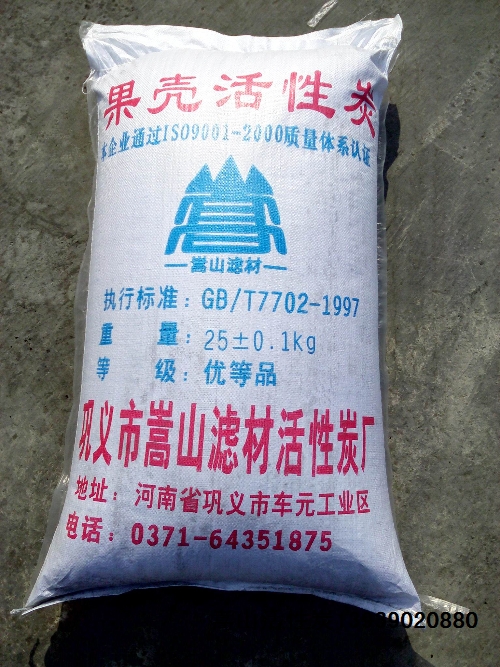 果壳活性炭
本企业通过ISO9001-2000质量体系认证
嵩山滤材
执行标准：GB/T7702-1997
重量：25±0.1kg
等级：优等品
巩义市嵩山滤材活性炭厂
地址：河南省巩义市车元工业区
电话：0371-64351875
39020880